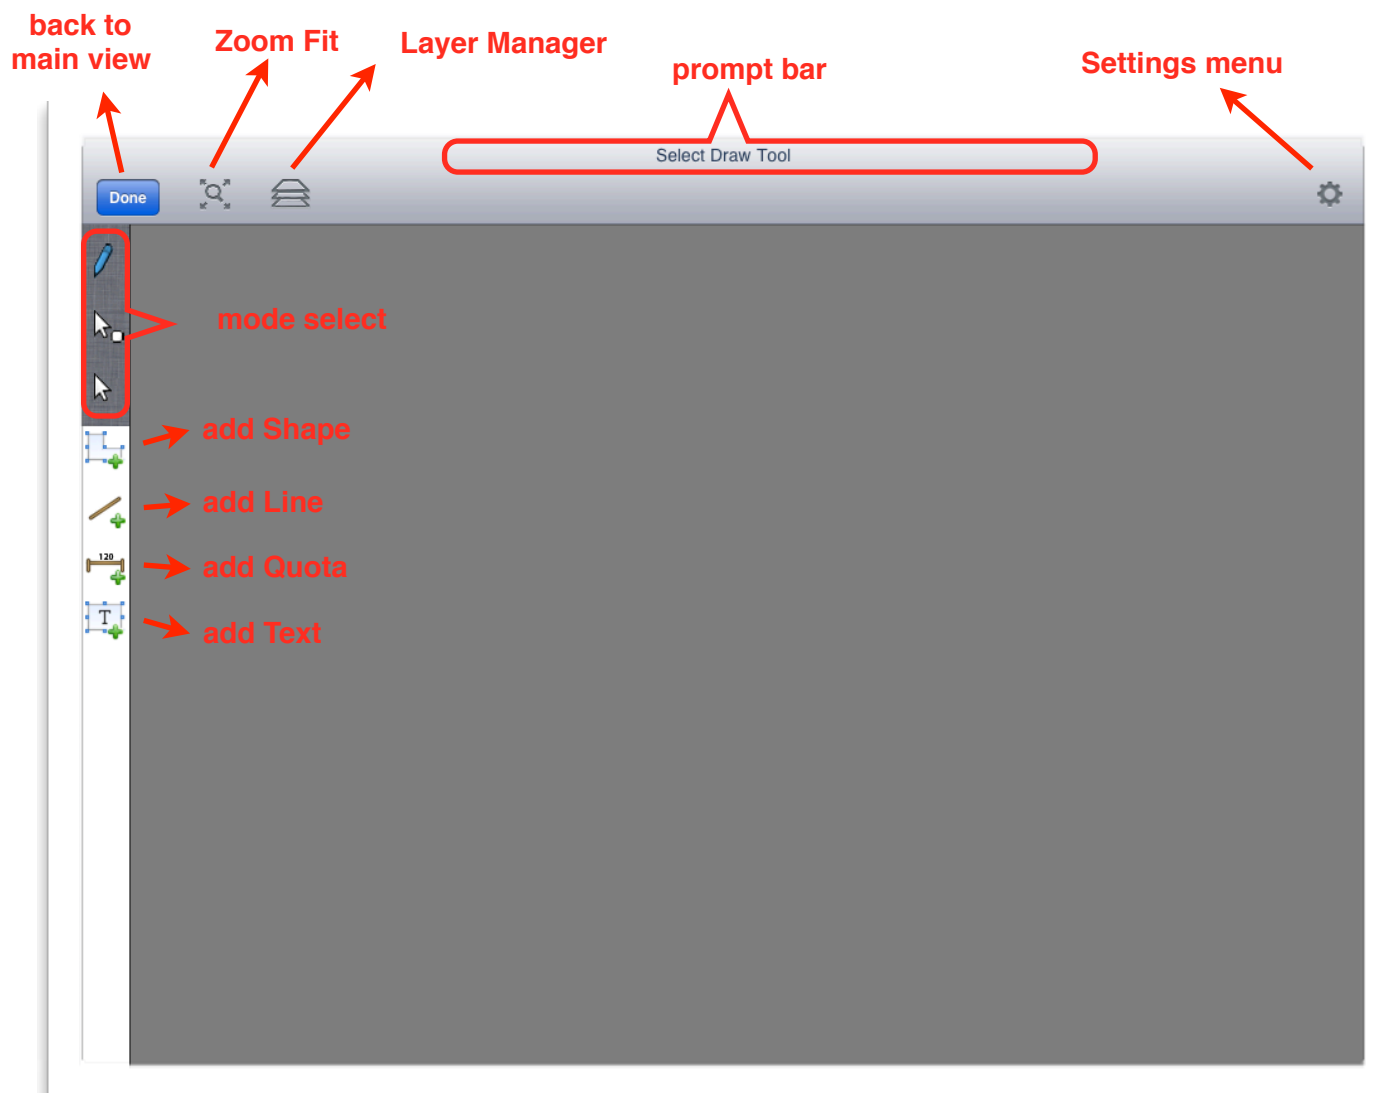 back to
main view
Zoom Fit
Layer Manager
prompt bar
Settings menu
Select Draw Tool
Done
mode select
add Shape
add Line
120
add Quota
T
add Text